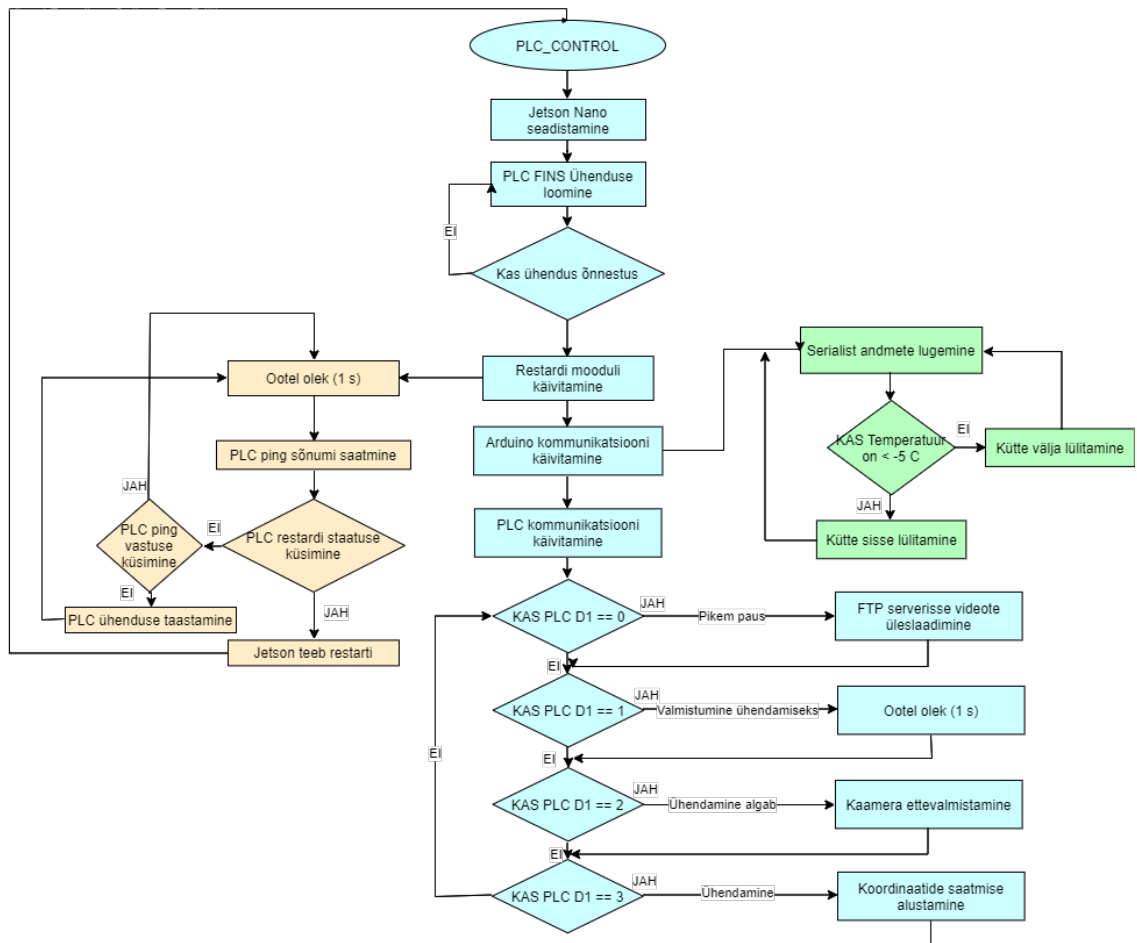 PLC_CONTROL
Jetson Nano
seadistamine
PLC FINS Ühenduse
loomine
EI
Kas ühendus õnnestus
Restardi mooduli
käivitamine
Arduino kommunikatsiooni
käivitamine
PLC kommunikatsiooni
käivitamine
Ootel olek (1 s)
PLC ping sõnumi saatmine
PLC restardi staatuse
küsimine
EI
JAH
PLC ping
vastuse
küsimine
JAH
EI
PLC ühenduse taastamine
Jetson teeb restarti
Serialist andmete lugemine
KAS Temperatuur
on < -5 C
EI
Kütte välja lülitamine
JAH
Kütte sisse lülitamine
KAS PLC D1 == 0
JAH
Pikem paus
FTP serverisse videote
üleslaadimine
EI
KAS PLC D1 == 1
JAH
Valmistumine ühendamiseks
Ootel olek (1 s)
EI
EI
KAS PLC D1 == 2
JAH
Ühendamine algab
Kaamera ettevalmistamine
EI
KAS PLC D1 == 3
JAH
Ühendamine
Koordinaatide saatmise
alustamine